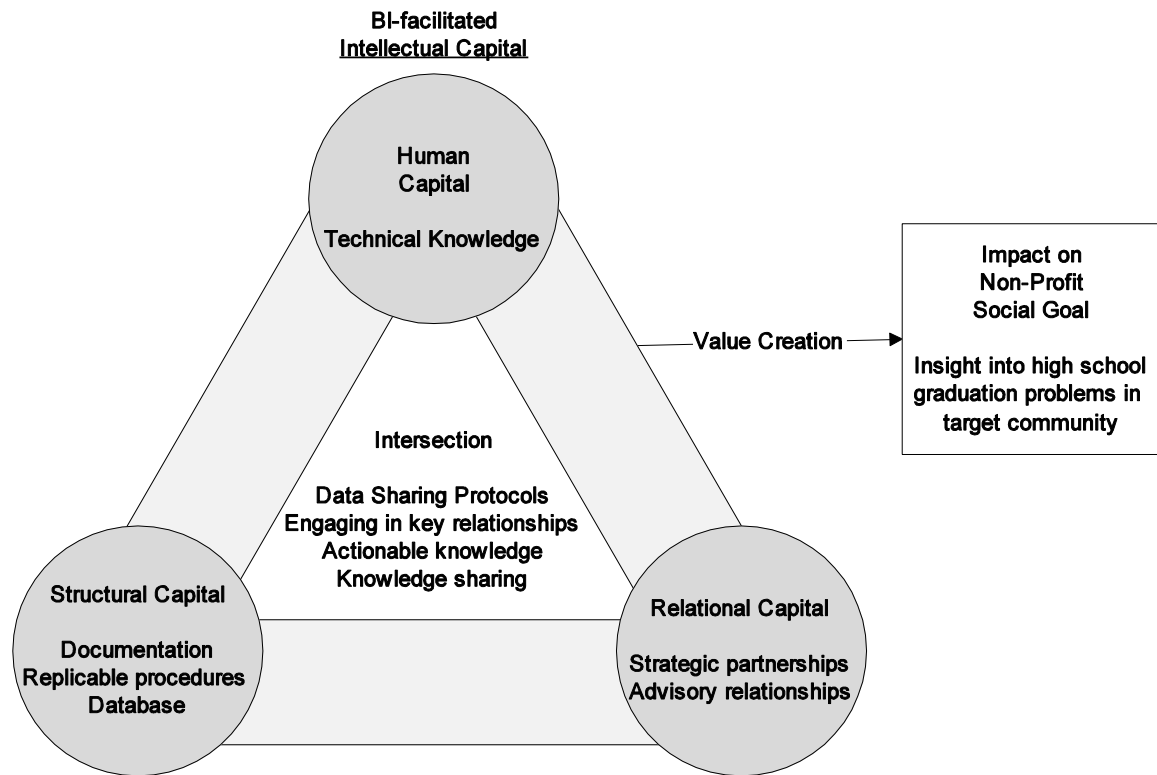 BI-facilitated
Intellectual Capital
Human
Capital
Technical Knowledge
Value Creation
Impact on
Non-Profit
Social Goal
Insight into high school
graduation problems in
target community
Intersection
Data Sharing Protocols
Engaging in key relationships
Actionable knowledge
Knowledge sharing
Structural Capital
Documentation
Replicable procedures
Database
Relational Capital
Strategic partnerships
Advisory relationships